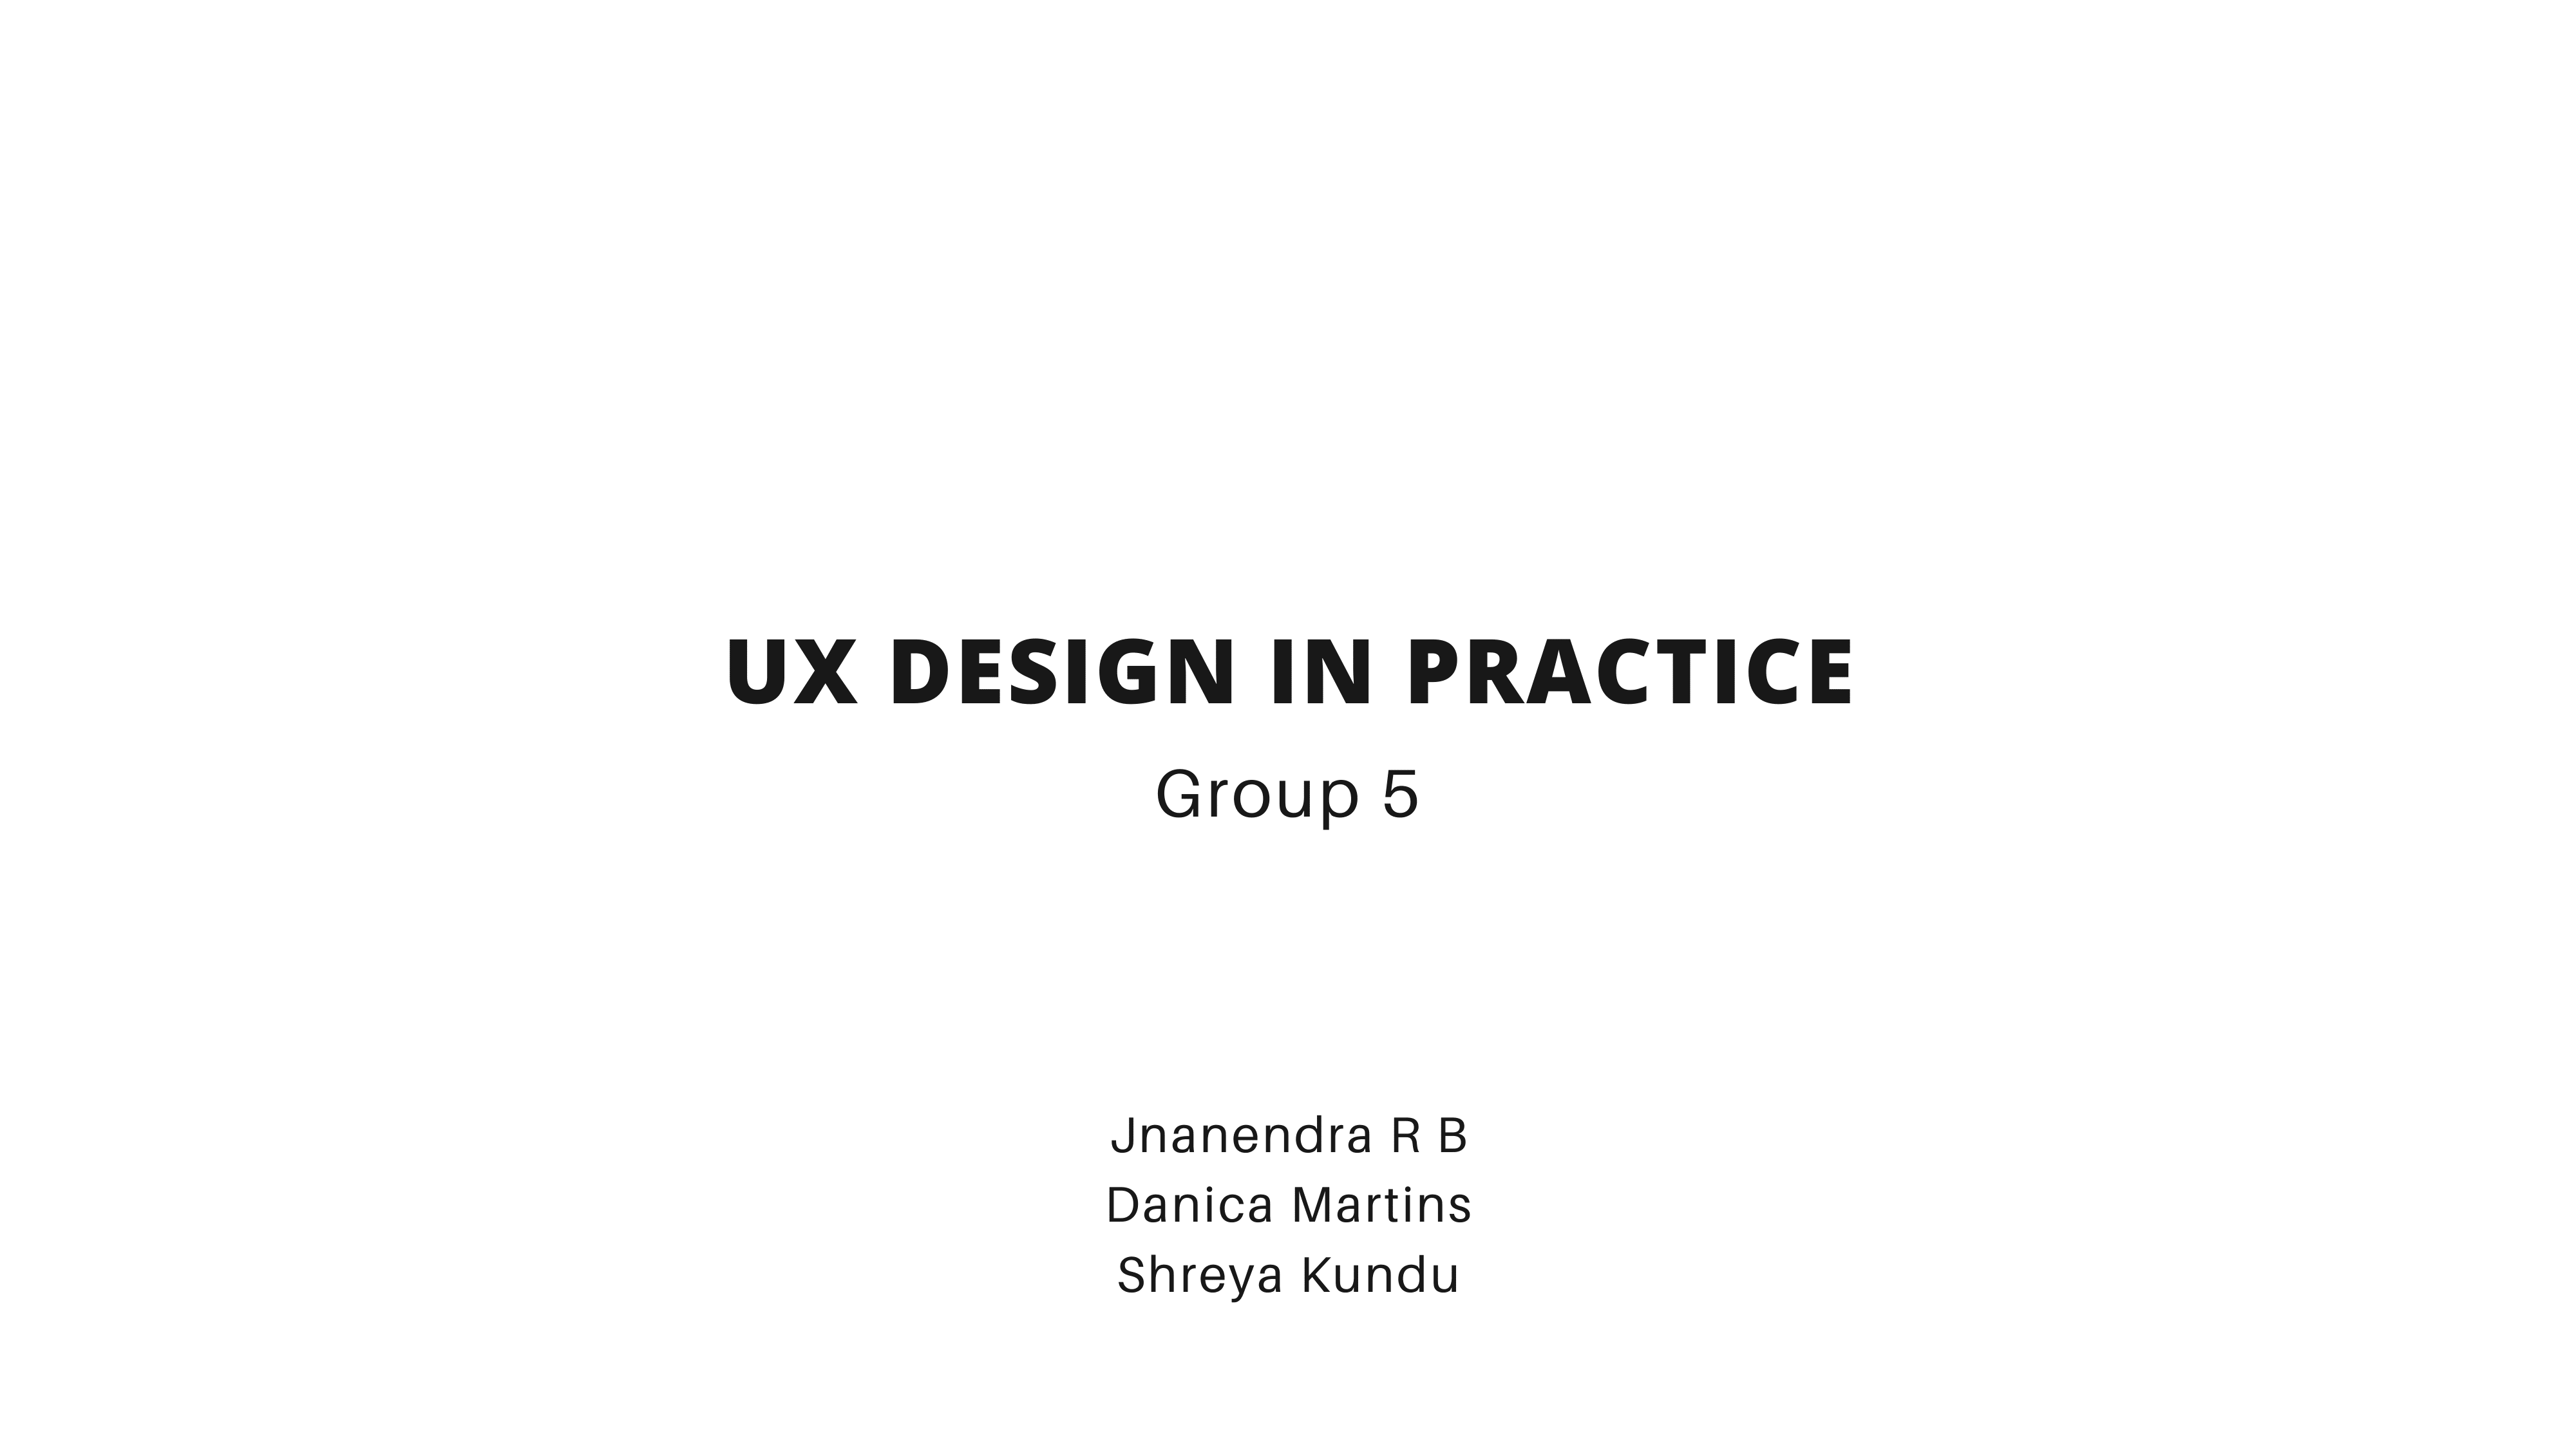 UX DESIGN IN PRACTICE
Group 5
Jnanendra R B
Danica Martins
Shreya Kundu